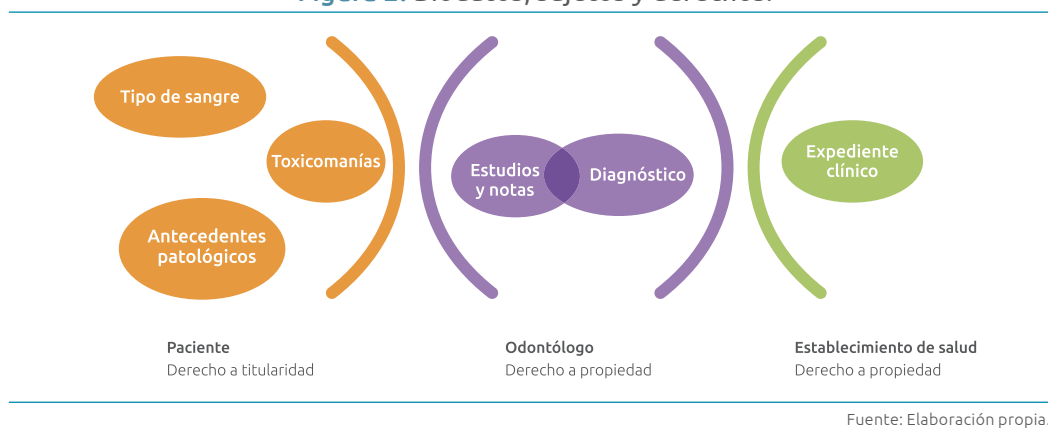 Tipo de sangre
Toxicomanías
Antecedentes
patológicos
Estudios
y notas
Diagnóstico
Expediente
clínico
Paciente
Derecho a titularidad
Odontólogo
Derecho a propiedad
Establecimiento de salud
Derecho a propiedad
Fuente: Elaboración propia.